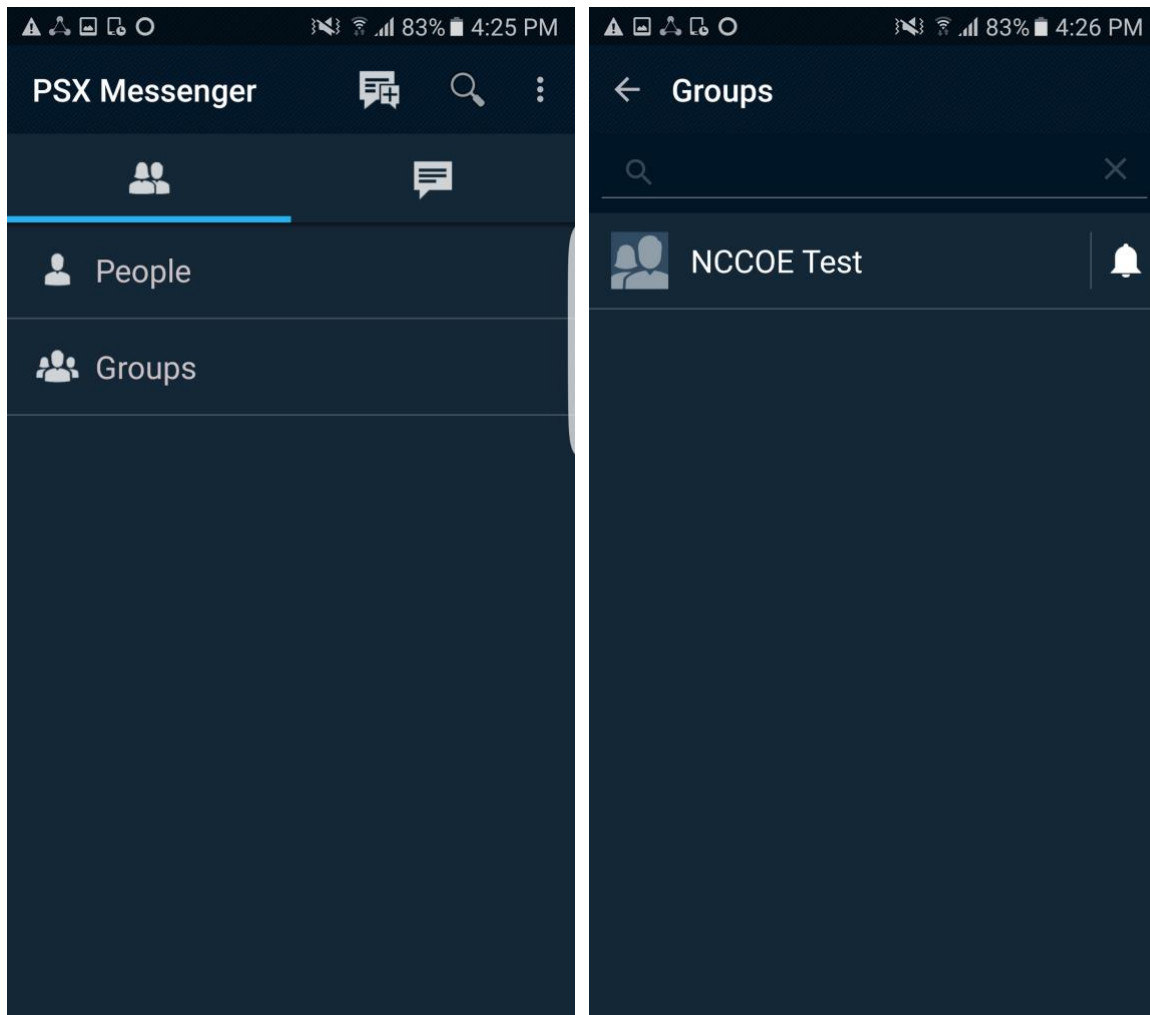 83% 4:25 PM
PSX Messenger
People
Groups
83% 4:26 PM
Groups
NCCOE Test